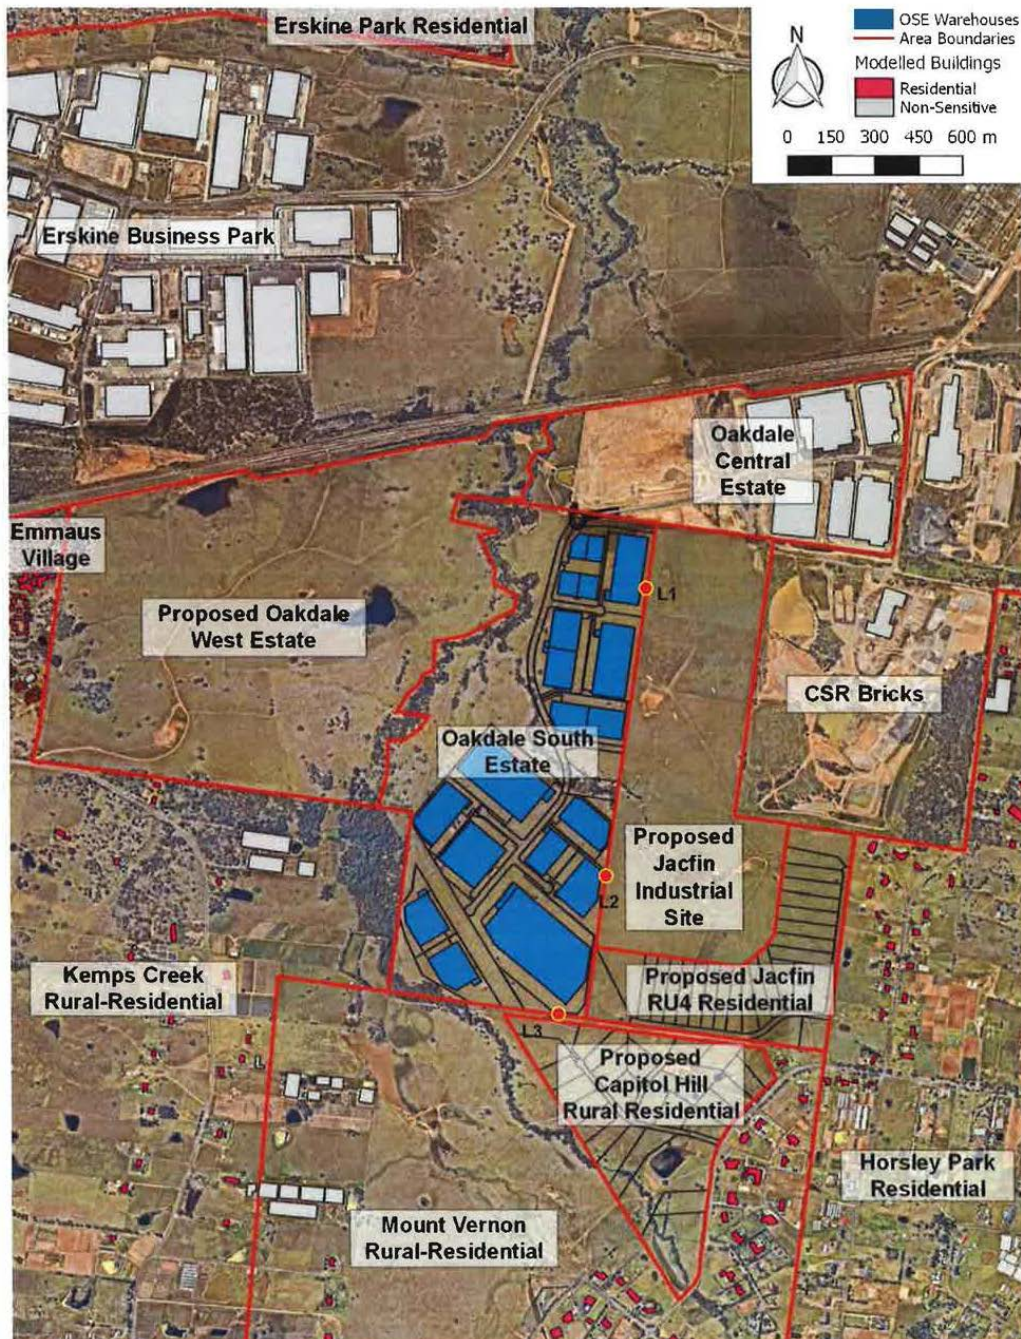 Erskine Park Residential
N
OSE Warehouses
Area Boundaries
Modelled Buildings
Residential
Non-Sensitive
0 150 300 450 600 m
Erskine Business Park
Oakdale
Central
Estate
Emmaus
Village
Proposed Oakdale
West Estate
L1
CSR Bricks
Oakdale South
Estate
Proposed
Jacfin
Industrial
Site
L2
Kemps Creek
Rural-Residential
Proposed Jacfin
RU4 Residential
L3
Proposed
Capitol Hill
Rural Residential
Horsley Park
Residential
Mount Vernon
Rural-Residential